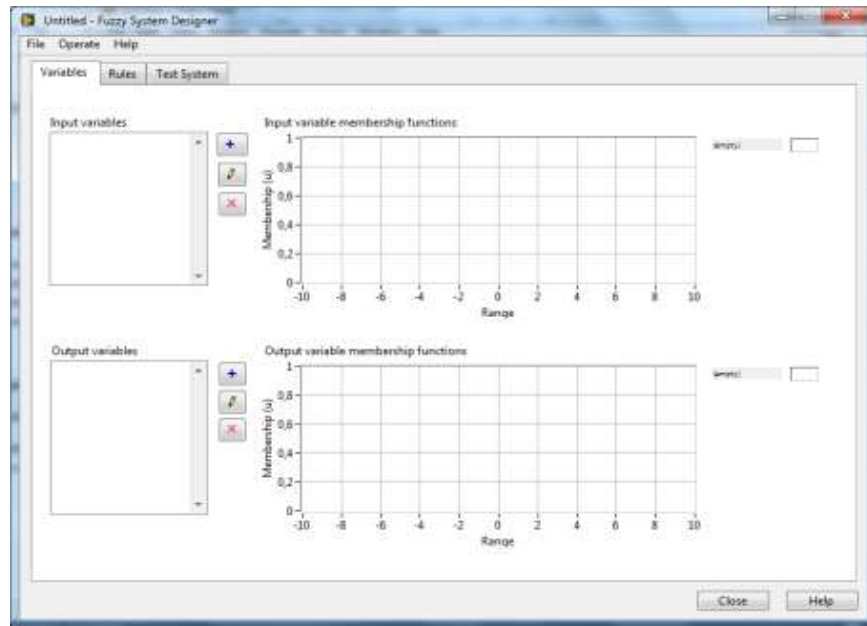 Untitled - Fuzzy System Designer
File Operate Help
Variables Rules Test System
Input variables
Input variable membership functions
Membership (u)
1
0,8
0,6
0,4
0,2
0
-10 -8 -6 -4 -2 0 2 4 6 8 10
Range
Output variables
Output variable membership functions
Membership (u)
1
0,8
0,6
0,4
0,2
0
-10 -8 -6 -4 -2 0 2 4 6 8 10
Range
Close Help